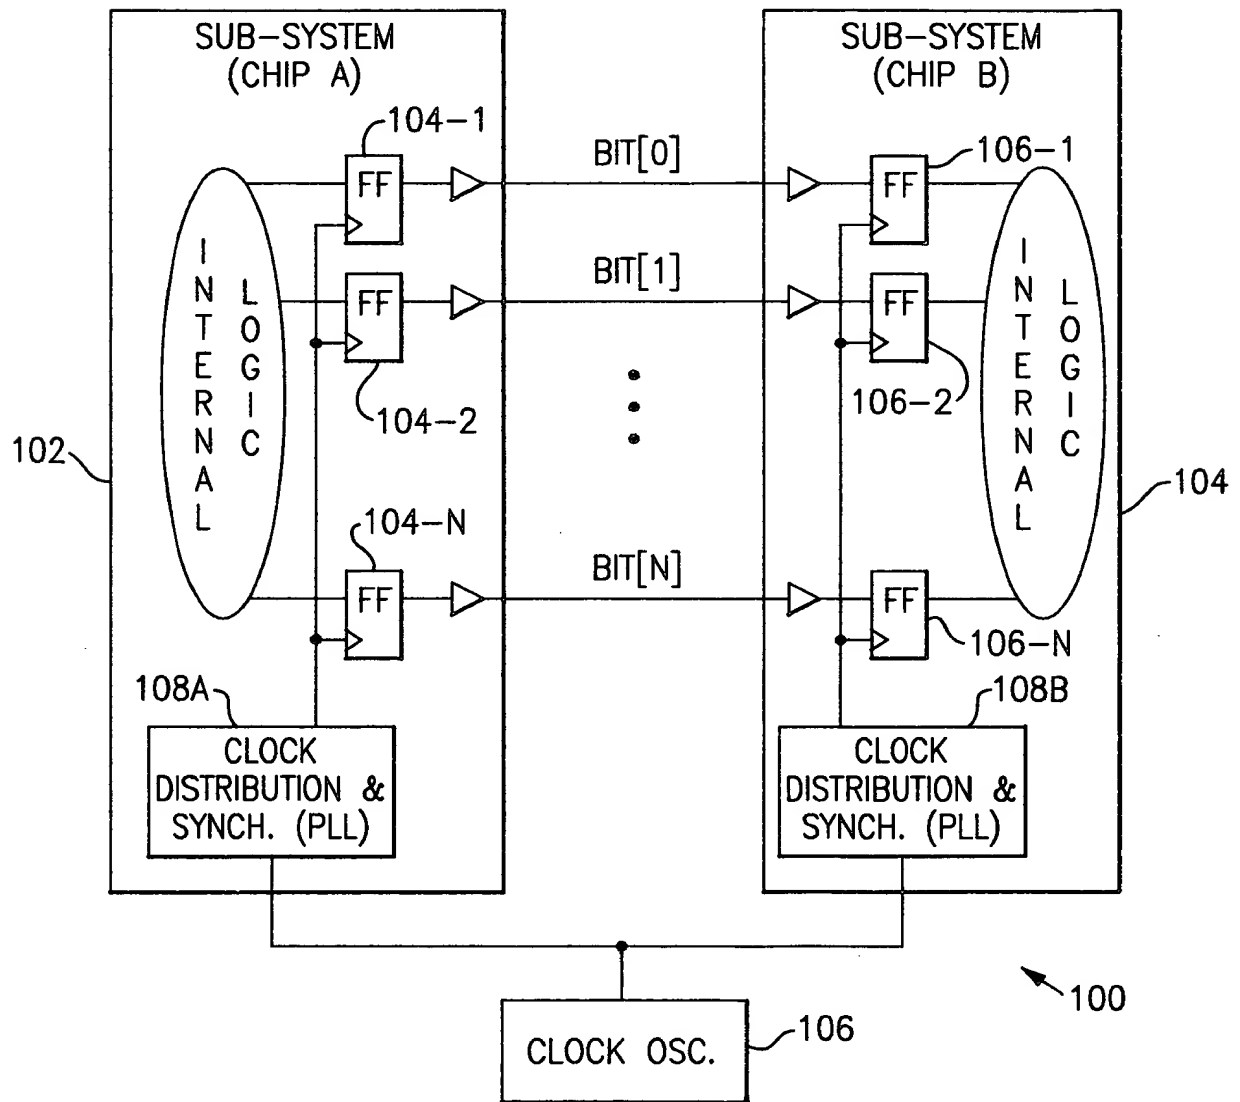 SUB-SYSTEM
(CHIP A)
SUB-SYSTEM
(CHIP B)
104-1
BIT[0]
106-1
FF
FF
INTERNAL
LOGIC
BIT[1]
INTERNAL
LOGIC
FF
FF
104-2
106-2
102
104
104-N
BIT[N]
FF
FF
106-N
108A
108B
CLOCK
DISTRIBUTION &
SYNCH. (PLL)
CLOCK
DISTRIBUTION &
SYNCH. (PLL)
100
106
CLOCK OSC.